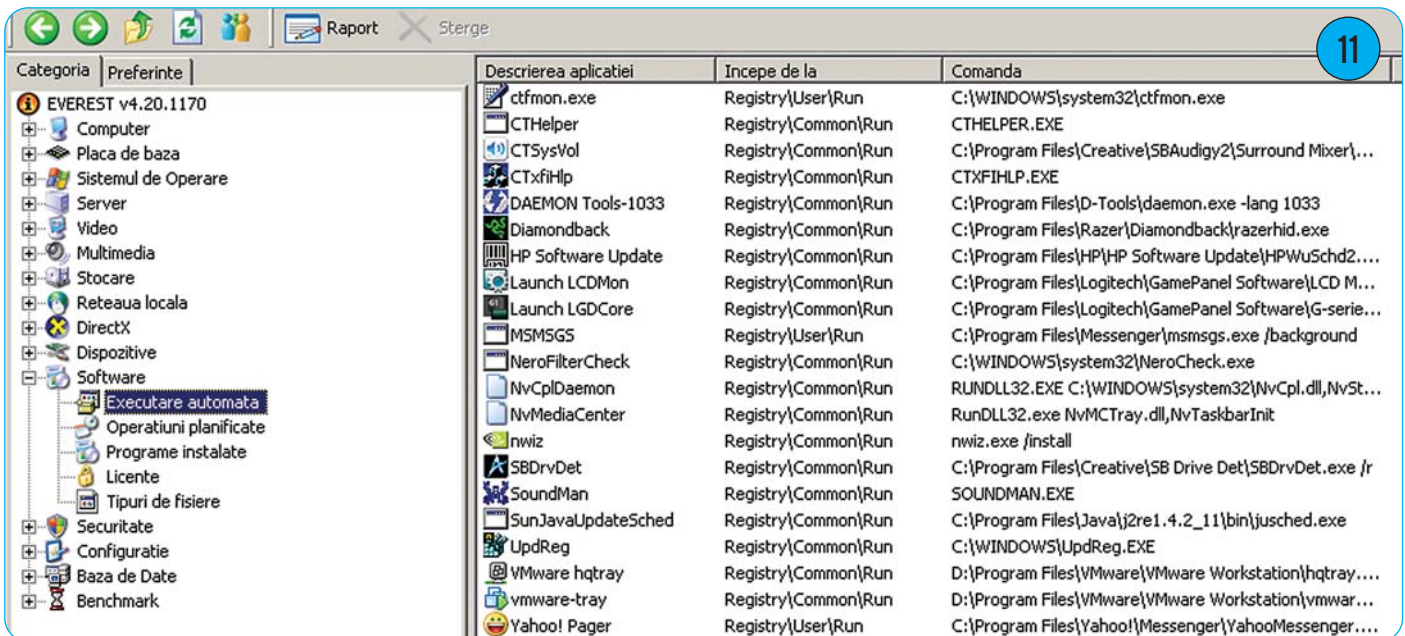 Raport Sterge
11
Categoria Preferinte
EVEREST v4.20.1170
Computer
Placa de baza
Sistemul de Operare
Server
Video
Multimedia
Stocare
Reteaua locala
DirectX
Dispozitive
Software
Executare automata
Operatiuni planificate
Programe instalate
Licente
Tipuri de fisiere
Securitate
Configuratie
Baza de Date
Benchmark
Descrierea aplicatiei Incepe de la Comanda
ctfmon.exe Registry\User\Run C:\WINDOWS\system32\ctfmon.exe
CTHelper Registry\Common\Run CTHELPER.EXE
CTSysVol Registry\Common\Run C:\Program Files\Creative\SBAudigy2\Surround Mixer\...
CTxfiHlp Registry\Common\Run CTXFIHLP.EXE
DAEMON Tools-1033 Registry\Common\Run C:\Program Files\D-Tools\daemon.exe -lang 1033
Diamondback Registry\Common\Run C:\Program Files\Razer\Diamondback\razerhid.exe
HP Software Update Registry\Common\Run C:\Program Files\HP\HP Software Update\HPWuSchd2....
Launch LCDMon Registry\Common\Run C:\Program Files\Logitech\GamePanel Software\LCD M...
Launch LGDCore Registry\Common\Run C:\Program Files\Logitech\GamePanel Software\G-serie...
MSMSGS Registry\User\Run C:\Program Files\Messenger\msmsgs.exe /background
NeroFilterCheck Registry\Common\Run C:\WINDOWS\system32\NeroCheck.exe
NvCplDaemon Registry\Common\Run RUNDLL32.EXE C:\WINDOWS\system32\NvCpl.dll,NvSt...
NvMediaCenter Registry\Common\Run RunDLL32.exe NvMCTray.dll,NvTaskbarInit
nwiz Registry\Common\Run nwiz.exe /install
SBDrvDet Registry\Common\Run C:\Program Files\Creative\SB Drive Det\SBDrvDet.exe /r
SoundMan Registry\Common\Run SOUNDMAN.EXE
SunJavaUpdateSched Registry\Common\Run C:\Program Files\Java\j2re1.4.2_11\bin\jusched.exe
UpdReg Registry\Common\Run C:\WINDOWS\UpdReg.EXE
VMware hqtray Registry\Common\Run D:\Program Files\VMware\VMware Workstation\hqtray....
vmware-tray Registry\Common\Run D:\Program Files\VMware\VMware Workstation\vmwar...
Yahoo! Pager Registry\User\Run C:\Program Files\Yahoo!\Messenger\YahooMessenger....